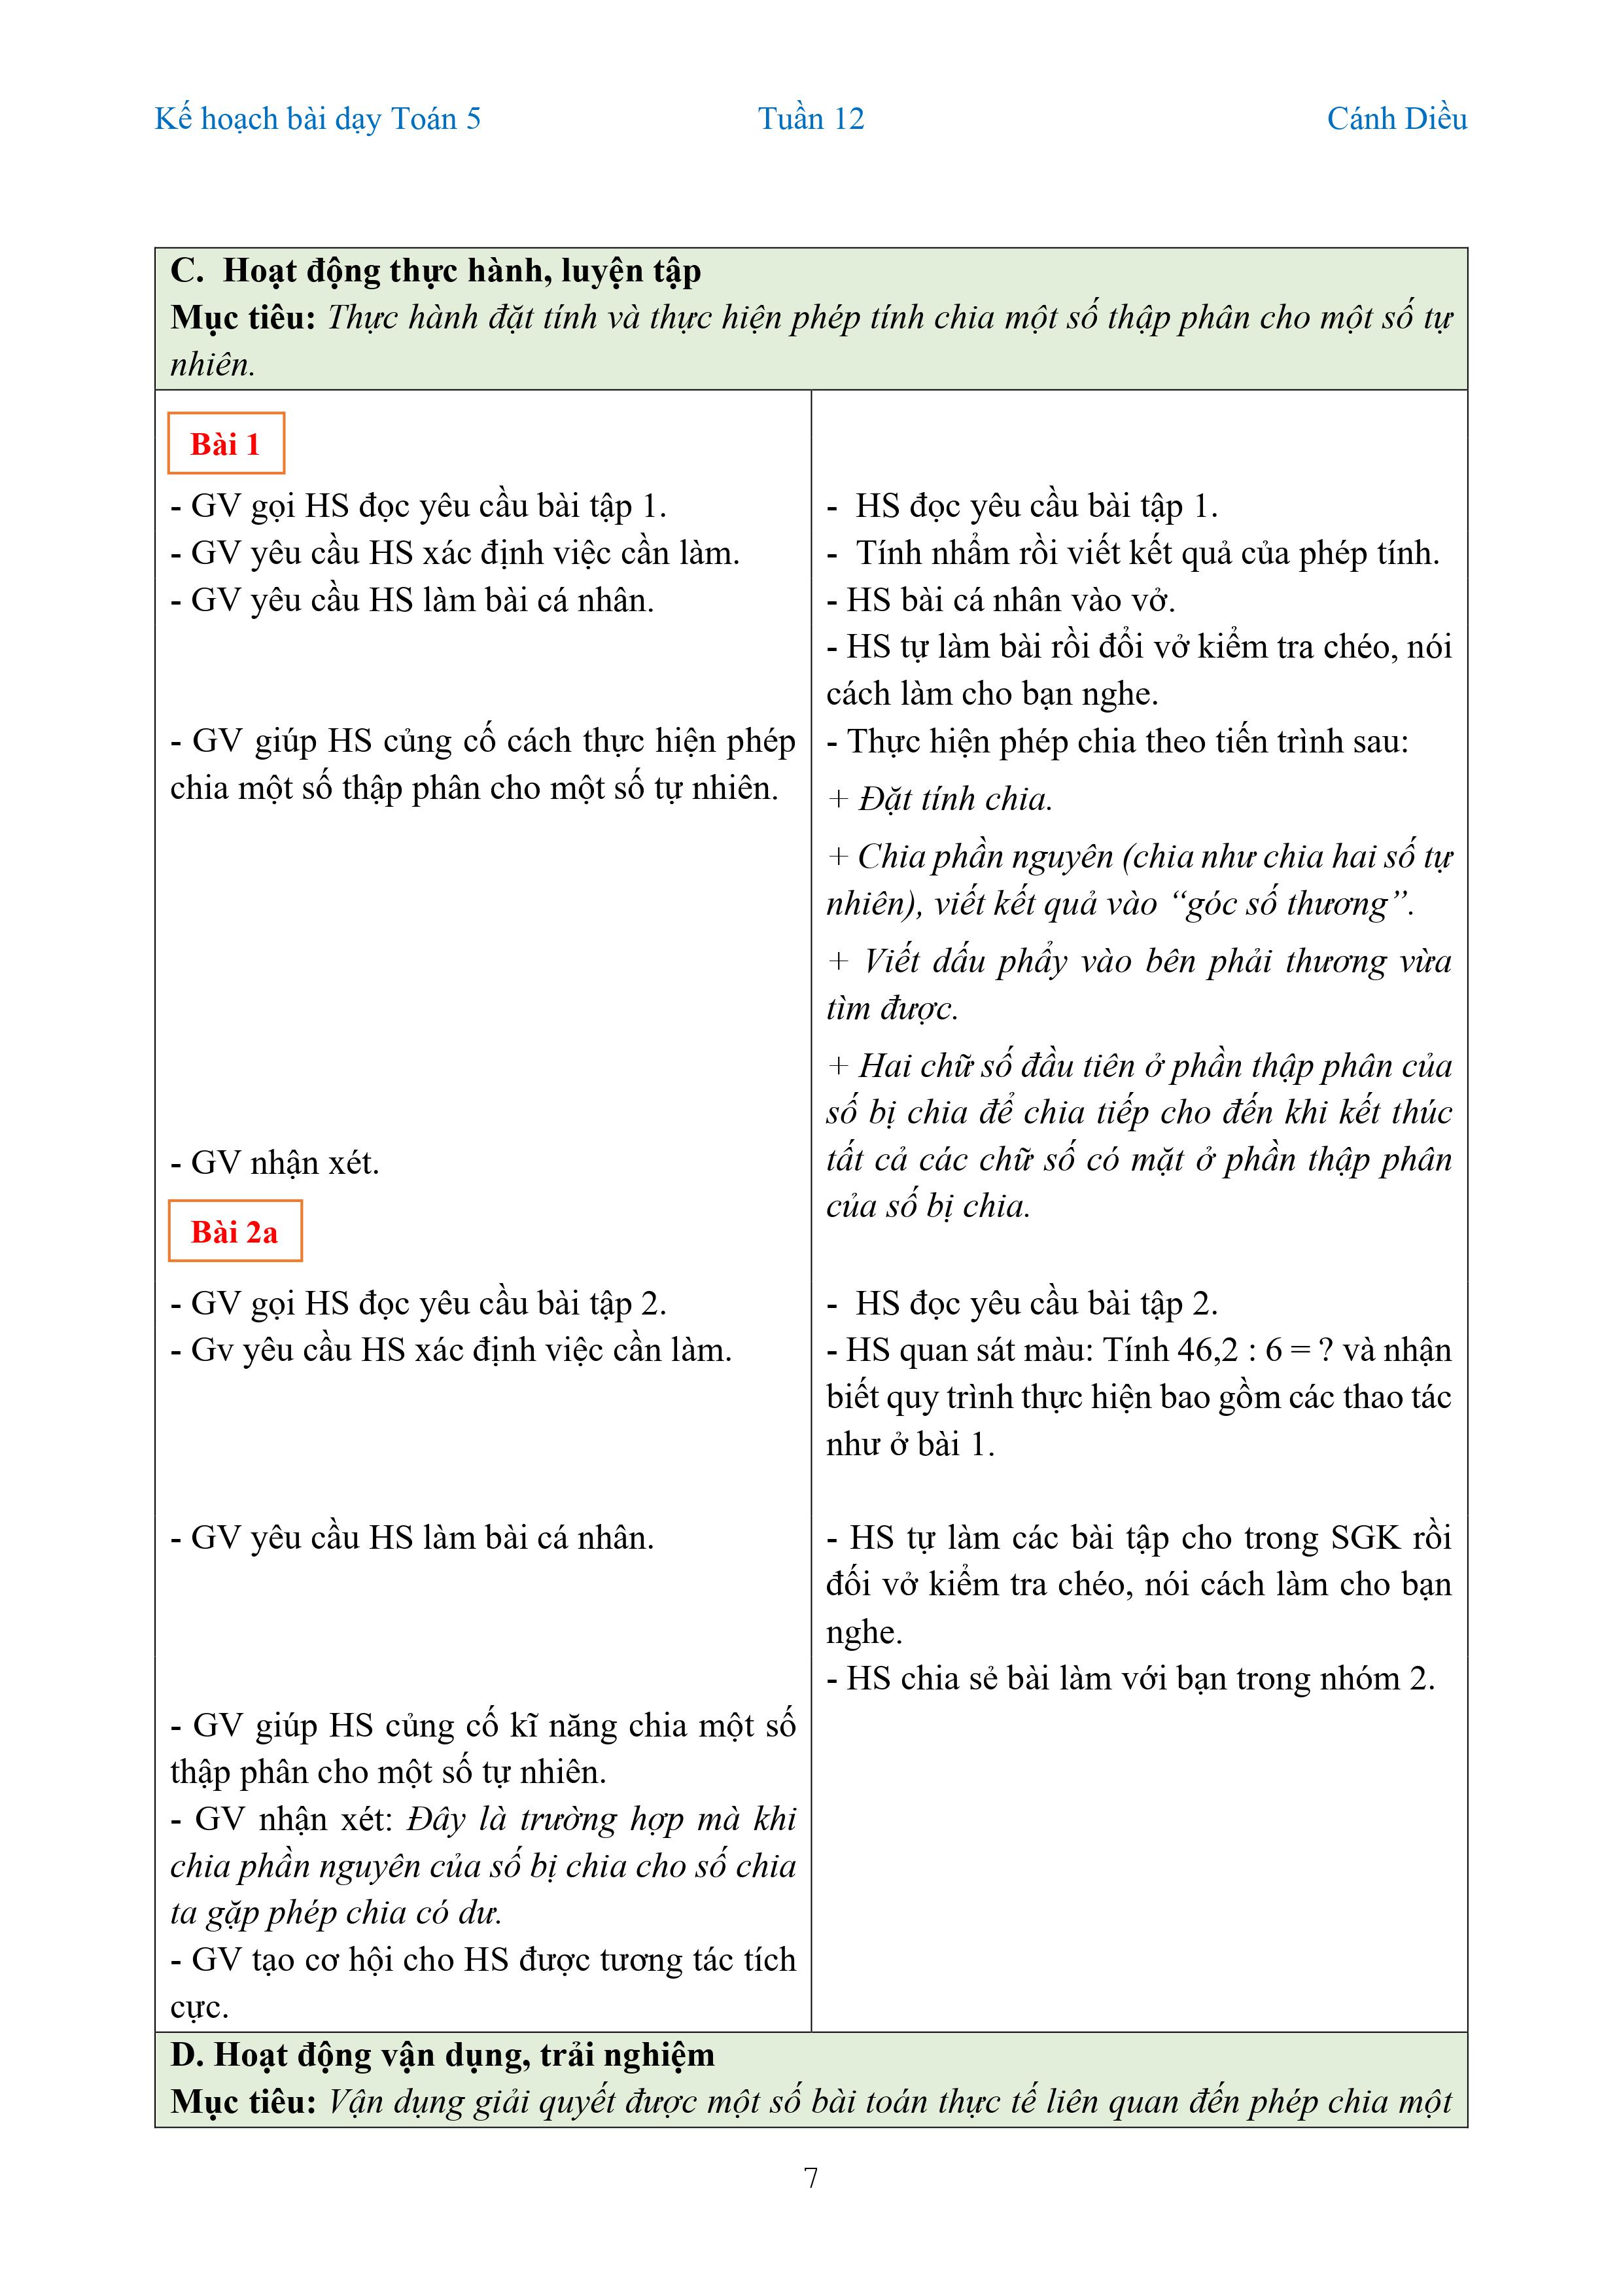 Kế hoạch bài dạy Toán 5 Tuần 12 Cánh Diều
C. Hoạt động thực hành, luyện tập
Mục tiêu: Thực hành đặt tính và thực hiện phép tính chia một số thập phân cho một số tự
nhiên.
Bài 1
- GV gọi HS đọc yêu cầu bài tập 1.
- GV yêu cầu HS xác định việc cần làm.
- GV yêu cầu HS làm bài cá nhân.
- GV giúp HS củng cố cách thực hiện phép
chia một số thập phân cho một số tự nhiên.
- GV nhận xét.
Bài 2a
- GV gọi HS đọc yêu cầu bài tập 2.
- Gv yêu cầu HS xác định việc cần làm.
- GV yêu cầu HS làm bài cá nhân.
- GV giúp HS củng cố kĩ năng chia một số
thập phân cho một số tự nhiên.
- GV nhận xét: Đây là trường hợp mà khi
chia phần nguyên của số bị chia cho số chia
ta gặp phép chia có dư.
- GV tạo cơ hội cho HS được tương tác tích
cực.
- HS đọc yêu cầu bài tập 1.
- Tính nhẩm rồi viết kết quả của phép tính.
- HS bài cá nhân vào vở.
- HS tự làm bài rồi đổi vở kiểm tra chéo, nói
cách làm cho bạn nghe.
- Thực hiện phép chia theo tiến trình sau:
+ Đặt tính chia.
+ Chia phần nguyên (chia như chia hai số tự
nhiên), viết kết quả vào “góc số thương”.
+ Viết dấu phẩy vào bên phải thương vừa
tìm được.
+ Hai chữ số đầu tiên ở phần thập phân của
số bị chia để chia tiếp cho đến khi kết thúc
tất cả các chữ số có mặt ở phần thập phân
của số bị chia.
- HS đọc yêu cầu bài tập 2.
- HS quan sát màu: Tính 46,2 : 6 = ? và nhận
biết quy trình thực hiện bao gồm các thao tác
như ở bài 1.
- HS tự làm các bài tập cho trong SGK rồi
đối vở kiểm tra chéo, nói cách làm cho bạn
nghe.
- HS chia sẻ bài làm với bạn trong nhóm 2.
D. Hoạt động vận dụng, trải nghiệm
Mục tiêu: Vận dụng giải quyết được một số bài toán thực tế liên quan đến phép chia một
7